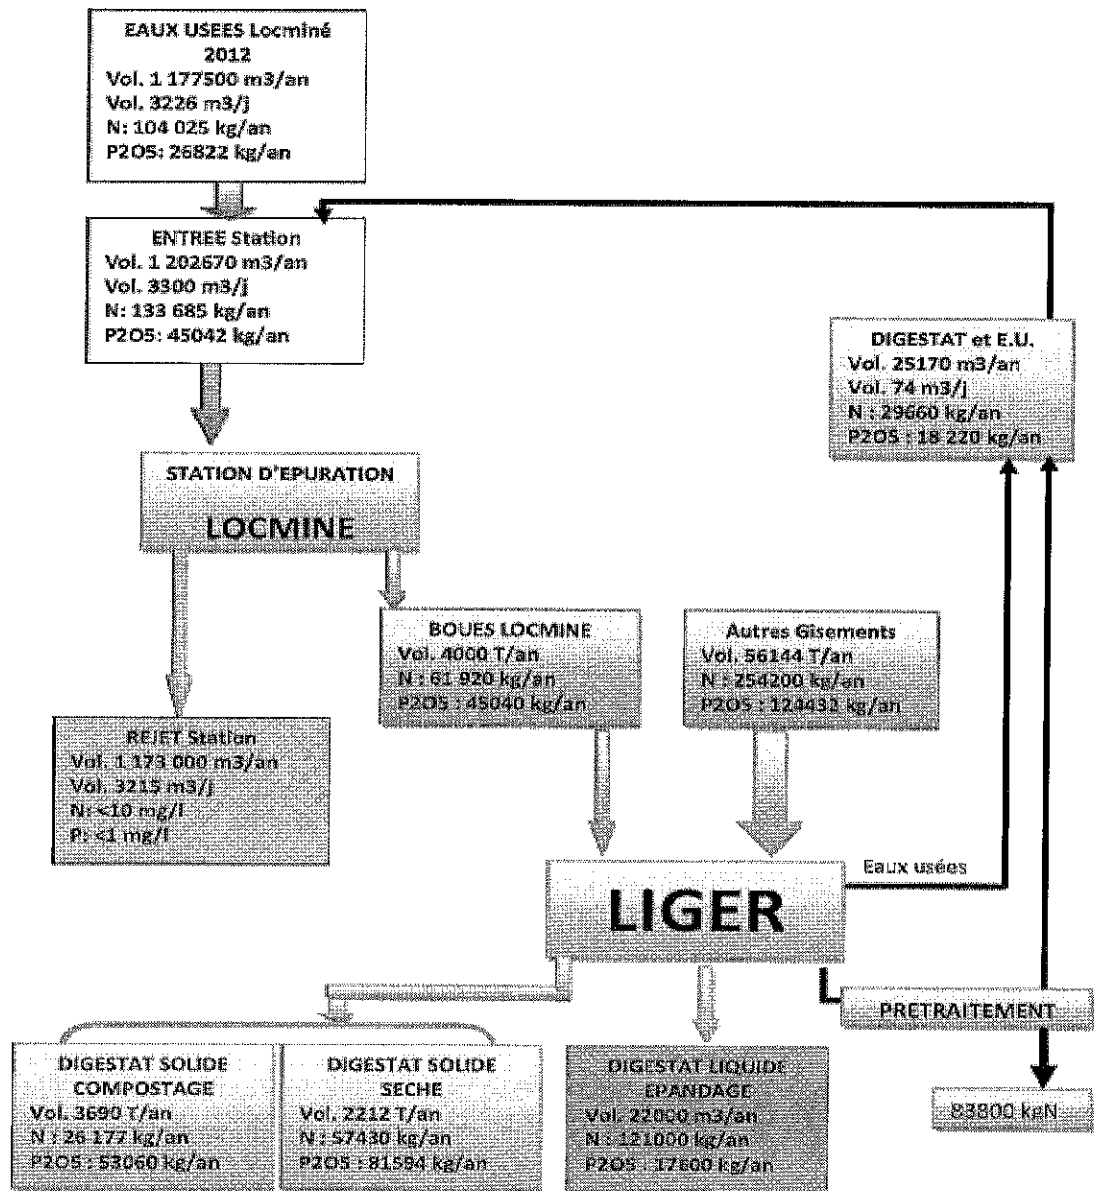 EAUX USEES Locminé
2012
Vol. 1 177500 m3/an
Vol. 3226 m3/j
N: 104 025 kg/an
P2O5: 26822 kg/an
ENTREE Station
Vol. 1 202670 m3/an
Vol. 3300 m3/j
N: 133 685 kg/an
P2O5: 45042 kg/an
DIGESTAT et E.U.
Vol. 25170 m3/an
Vol. 74 m3/j
N : 29660 kg/an
P2O5 : 18 220 kg/an
STATION D'EPURATION
LOCMINE
BOUES LOCMINE
Vol. 4000 T/an
N : 61 920 kg/an
P2O5 : 45040 kg/an
Autres Gisements
Vol. 56144 T/an
N : 254200 kg/an
P2O5 : 124432 kg/an
REJET Station
Vol. 1 173 000 m3/an
Vol. 3215 m3/j
N: <10 mg/l
P: <1 mg/l
LIGER
Eaux usées
PRETRAITEMENT
83800 kgN
DIGESTAT SOLIDE
COMPOSTAGE
Vol. 3690 T/an
N : 26 177 kg/an
P2O5 : 53060 kg/an
DIGESTAT SOLIDE
SECHE
Vol. 2212 T/an
N : 57430 kg/an
P2O5 : 81594 kg/an
DIGESTAT LIQUIDE
EPANDAGE
Vol. 22000 m3/an
N : 121000 kg/an
P2O5 : 17600 kg/an